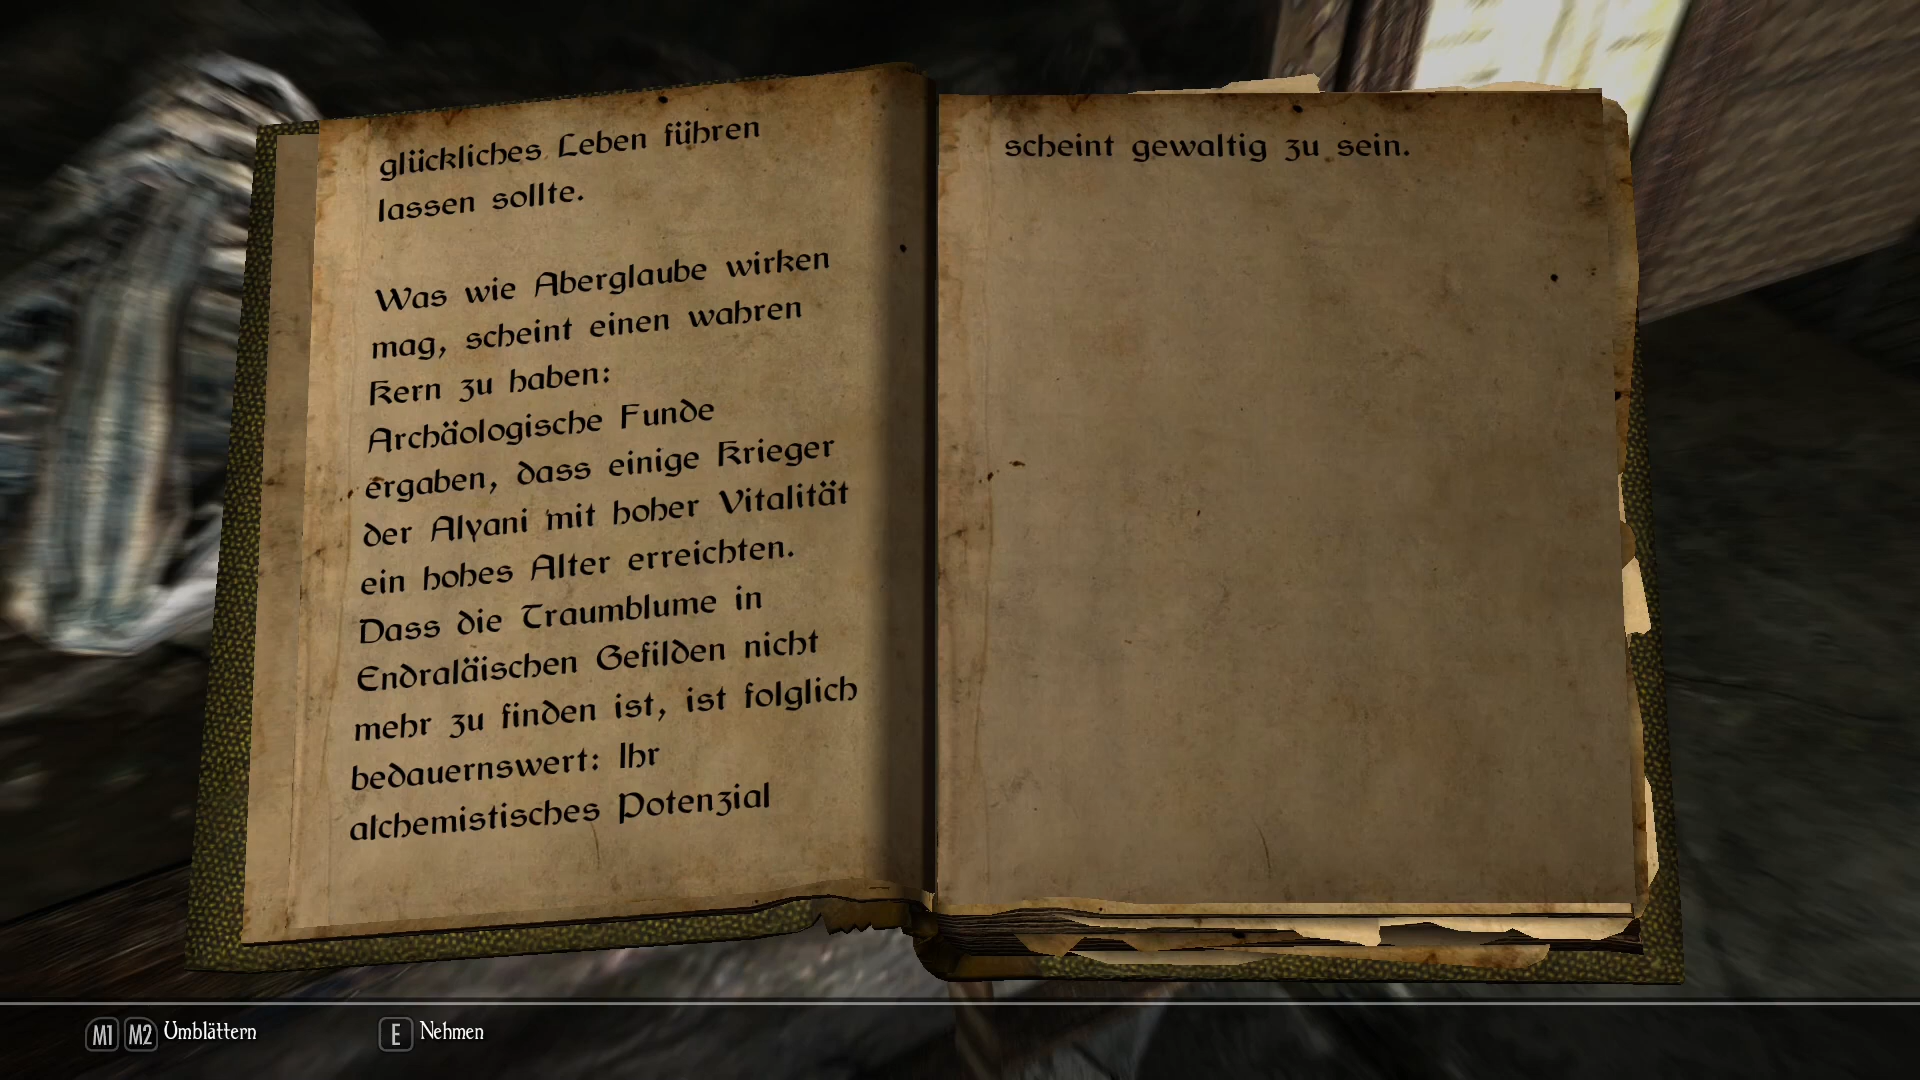 glückliches Leben führen
lassen sollte.
Was wie Aberglaube wirken
mag, scheint einen wahren
Kern zu haben:
Archäologische Funde
ergaben, dass einige Krieger
der Alyani mit hoher Vitalität
ein hohes Alter erreichten.
Dass die Traumblume in
Endraläischen Gefilden nicht
mehr zu finden ist, ist folglich
bedauernswert: Ihr
alchemistisches Potenzial
scheint gewaltig zu sein.
M1 M2 Umblättern
E Nehmen